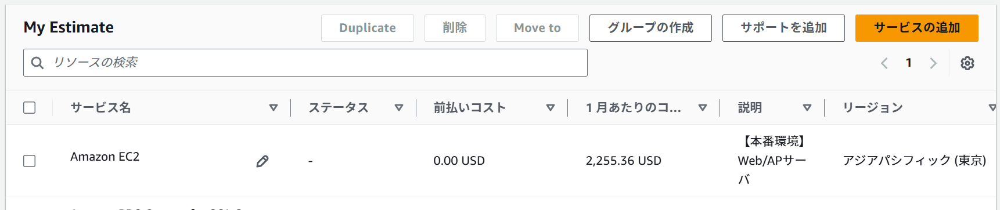 My Estimate
Duplicate
削除
Move to
グループの作成
サポートを追加
サービスの追加
リソースの検索
1
サービス名
ステータス
前払いコスト
1 月あたりのコ...
説明
リージョン
Amazon EC2
-
0.00 USD
2,255.36 USD
【本番環境】
Web/APサー
バ
アジアパシフィック (東京)